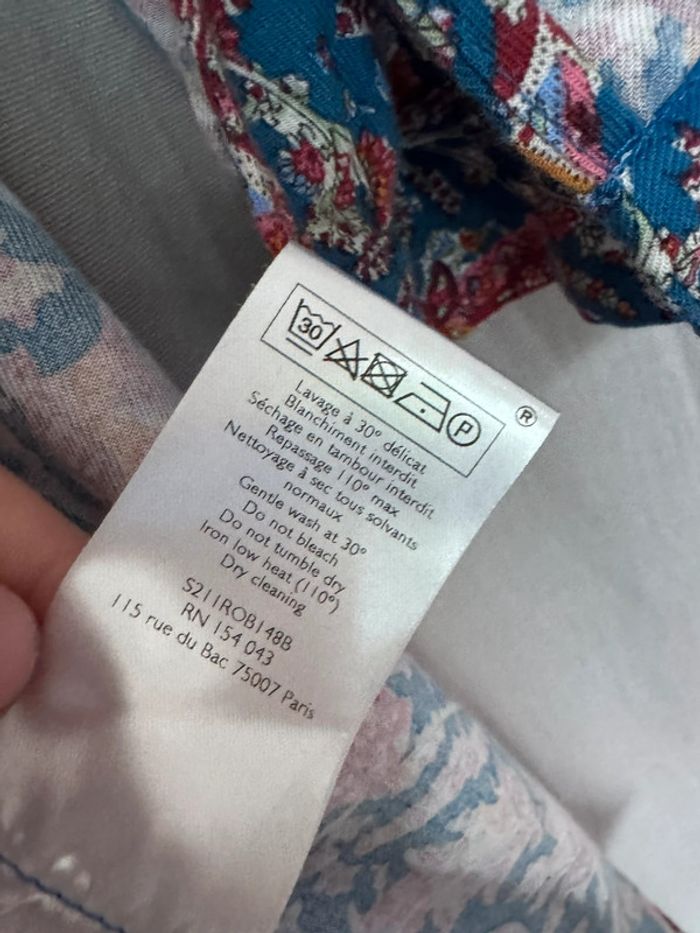 30 P
®
Lavage à 30° délicat
Blanchiment interdit
Séchage en tambour interdit
Repassage 110° max
Nettoyage à sec tous solvants
normaux
Gentle wash at 30°
Do not bleach
Do not tumble dry
Iron low heat (110°)
Dry cleaning
S211ROB148B
RN 154 043
115 rue du Bac 75007 Paris